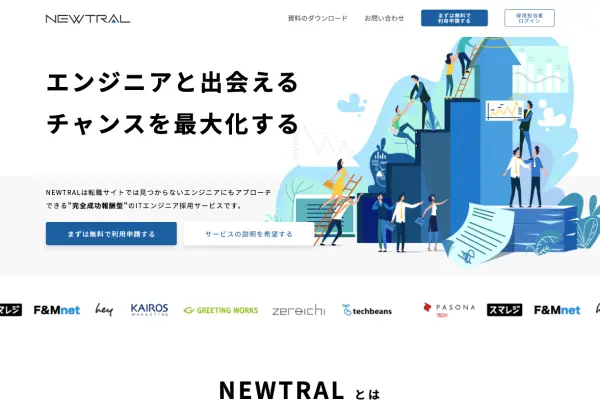 NEWTRAL
資料のダウンロード
お問い合わせ
まずは無料で
利用申請する
採用担当者
ログイン
エンジニアと出会える
チャンスを最大化する
NEWTRALは転職サイトでは見つからないエンジニアにもアプローチ
できる"完全成功報酬型"のITエンジニア採用サービスです。
まずは無料で利用申請する
サービスの説明を希望する
スマレジ F&Mnet hey KAIROS MARKETING GREETING WORKS zeroichi techbeans PASONA TECH スマレジ F&Mnet
NEWTRAL とは